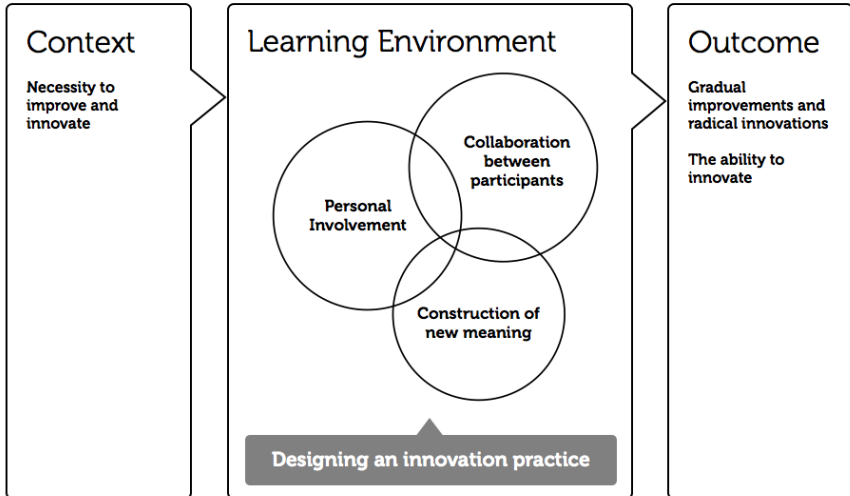 Context
Necessity to
improve and
innovate
Learning Environment
Collaboration
between
participants
Personal
Involvement
Construction of
new meaning
Designing an innovation practice
Outcome
Gradual
improvements and
radical innovations
The ability to
innovate